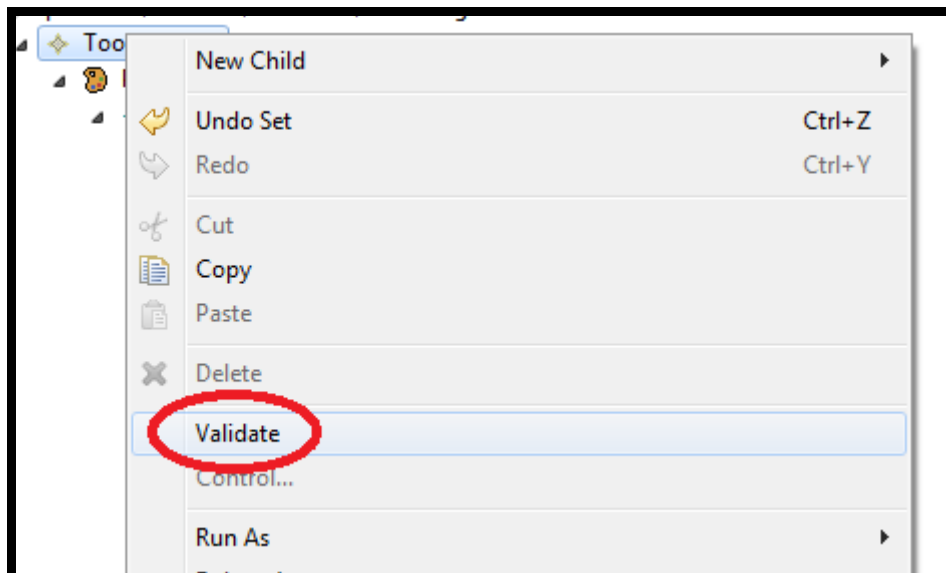 Too
New Child
Undo Set Ctrl+Z
Redo Ctrl+Y
Cut
Copy
Paste
Delete
Validate
Control...
Run As